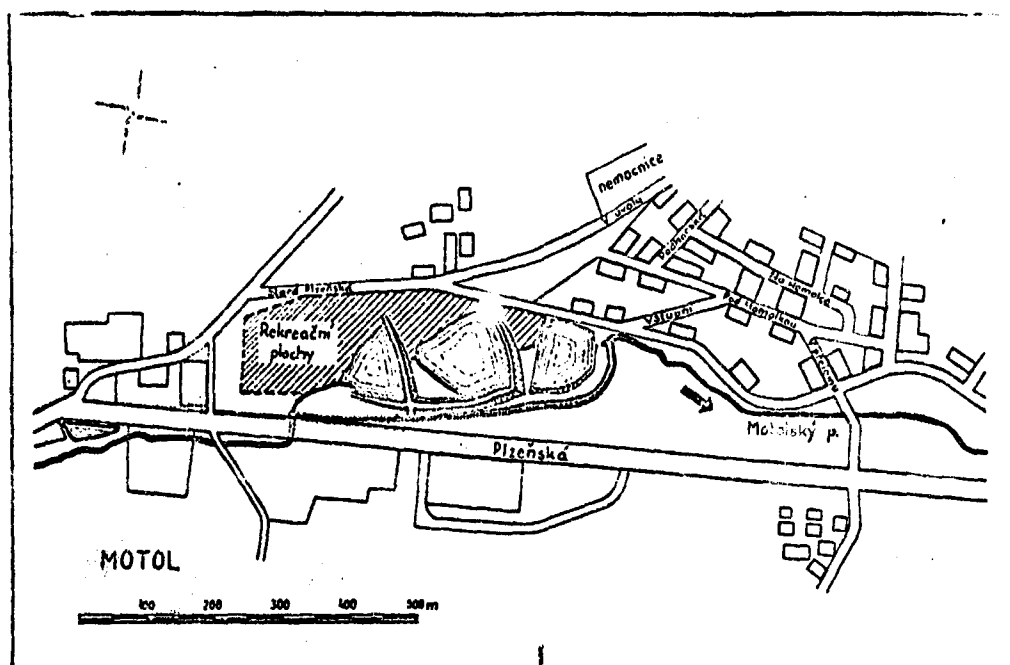 nemocnice
Úvalu
Stará Plzeňská
Podhorská
Na Homolce
Pod Homolkou
Výstupní
Rekreační
plochy
Motolský p.
Plzeňská
MOTOL
100 200 300 400 500 m